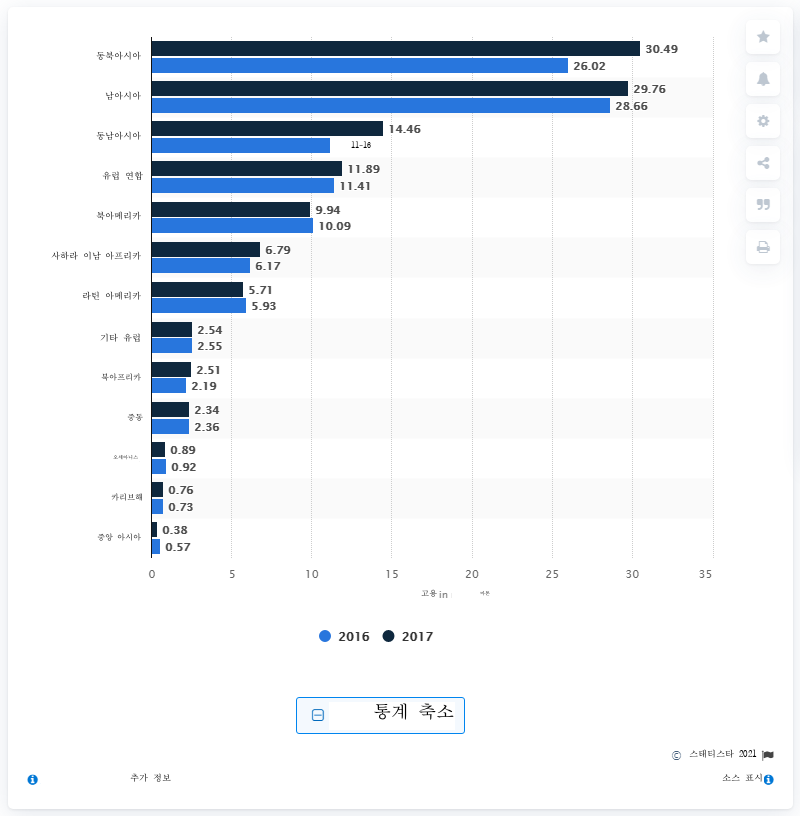 동북아시아 30.49
26.02
남아시아 29.76
28.66
동남아시아 14.46
11-16
유럽 연합 11.89
11.41
북아메리카 9.94
10.09
사하라 이남 아프리카 6.79
6.17
라틴 아메리카 5.71
5.93
기타 유럽 2.54
2.55
북아프리카 2.51
2.19
중동 2.34
2.36
0.89
0.92
카리브해 0.76
0.73
중앙 아시아 0.38
0.57
0 5 10 15 20 25 30 35
고용 in
2016 2017
통계 축소
© 스태티스타 2021
추가 정보 소스 표시